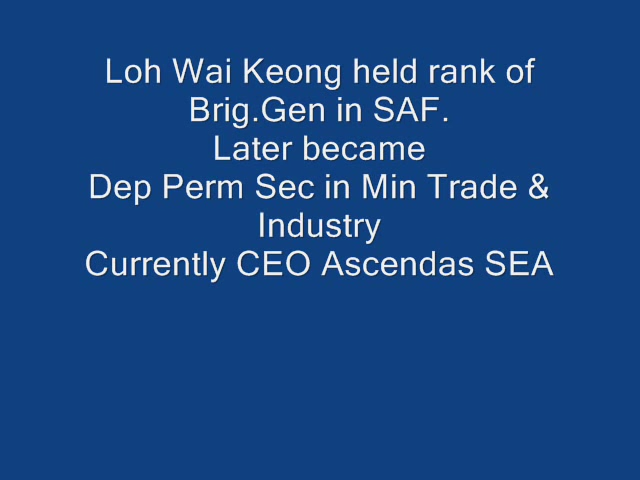 Loh Wai Keong held rank of
Brig.Gen in SAF.
Later became
Dep Perm Sec in Min Trade &
Industry
Currently CEO Ascendas SEA